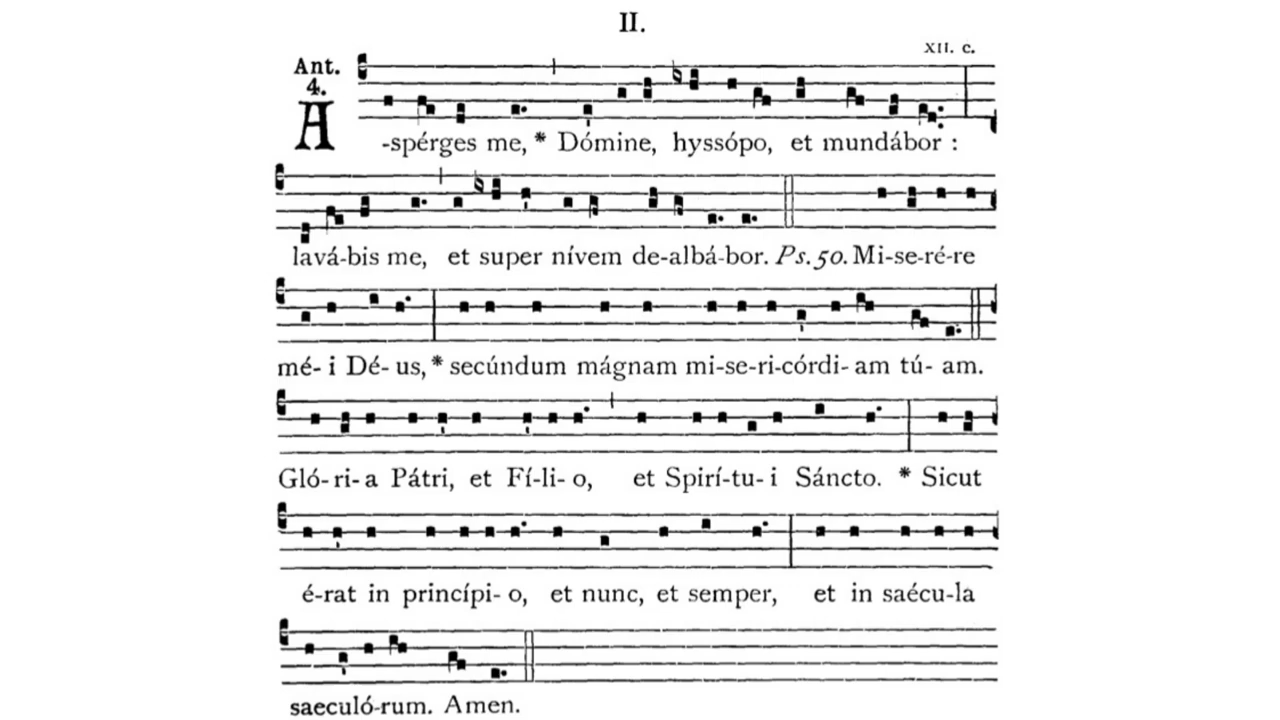 II.
XII. c.
Ant.
4.
A-spérges me, * Dómine, hyssópo, et mundábor :
lavá-bis me, et super nívem de-albá-bor. Ps. 50. Mi-se-ré-re
mé- i Dé- us, * secúndum mágnam mi-se-ri-córdi- am tú- am.
Gló- ri- a Pátri, et Fí-li- o, et Spirí-tu- i Sáncto. * Sicut
é-rat in princípi- o, et nunc, et semper, et in saécu-la
saeculó-rum. Amen.